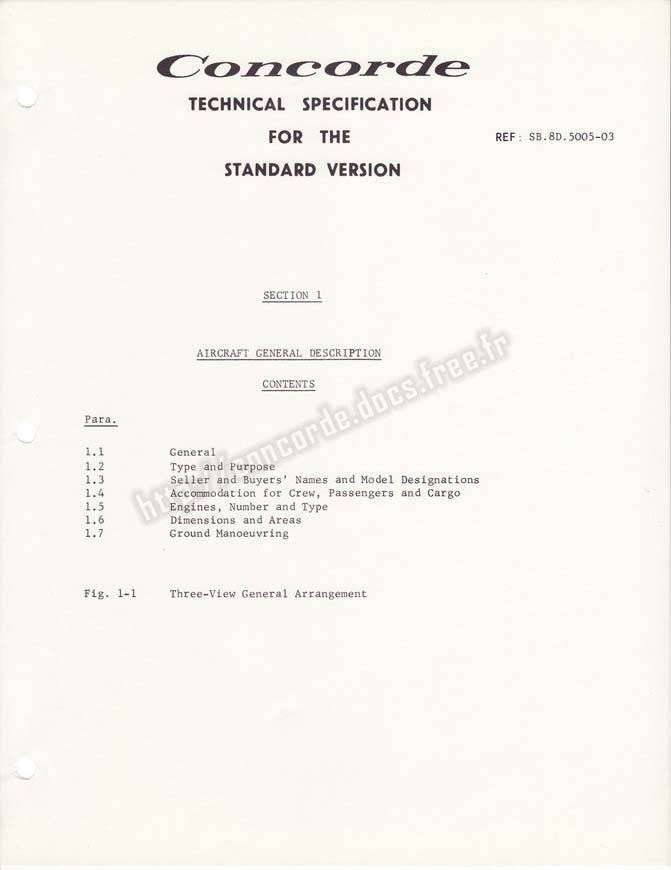 Concorde
TECHNICAL SPECIFICATION
FOR THE
STANDARD VERSION
REF: SB.8D.5005-03
SECTION 1
AIRCRAFT GENERAL DESCRIPTION
CONTENTS
Para.
1.1 General
1.2 Type and Purpose
1.3 Seller and Buyers' Names and Model Designations
1.4 Accommodation for Crew, Passengers and Cargo
1.5 Engines, Number and Type
1.6 Dimensions and Areas
1.7 Ground Manoeuvring
Fig. 1-1 Three-View General Arrangement
http://concorde.docs.free.fr